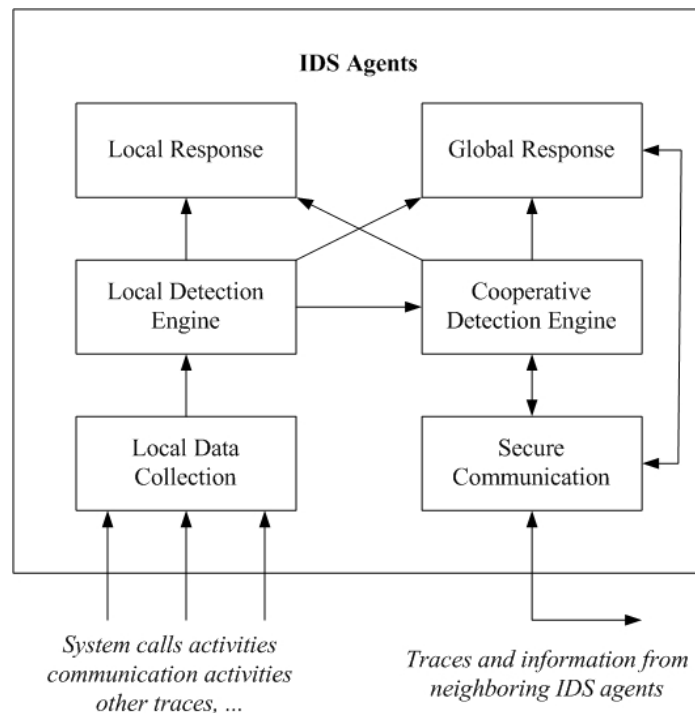 IDS Agents
Local Response
Global Response
Local Detection
Engine
Cooperative
Detection Engine
Local Data
Collection
Secure
Communication
System calls activities
communication activities
other traces, ...
Traces and information from
neighboring IDS agents